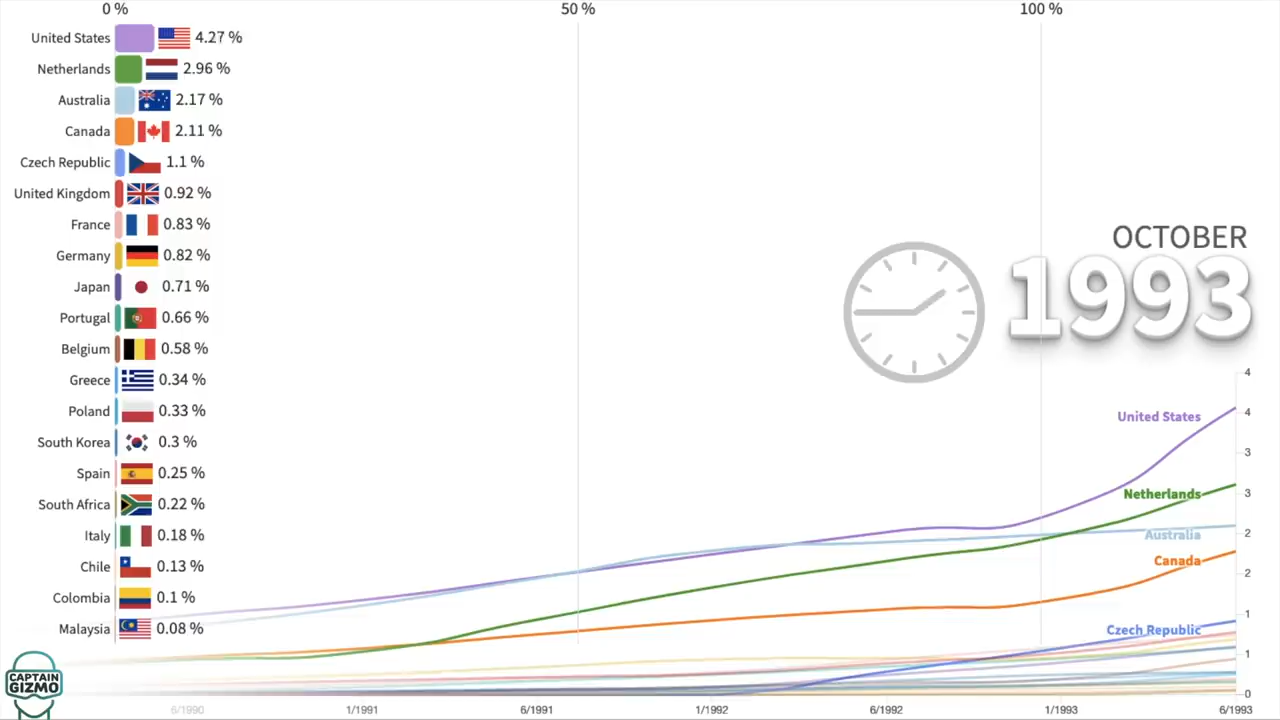 0 % 50 % 100 %
United States 4.27 %
Netherlands 2.96 %
Australia 2.17 %
Canada 2.11 %
Czech Republic 1.1 %
United Kingdom 0.92 %
France 0.83 %
Germany 0.82 %
Japan 0.71 %
Portugal 0.66 %
Belgium 0.58 %
Greece 0.34 %
Poland 0.33 %
South Korea 0.3 %
Spain 0.25 %
South Africa 0.22 %
Italy 0.18 %
Chile 0.13 %
Colombia 0.1 %
Malaysia 0.08 %
OCTOBER
1993
4
4
3
3
2
2
1
1
0
United States
Netherlands
Australia
Canada
Czech Republic
6/1990 1/1991 6/1991 1/1992 6/1992 1/1993 6/1993
CAPTAIN
GIZMO